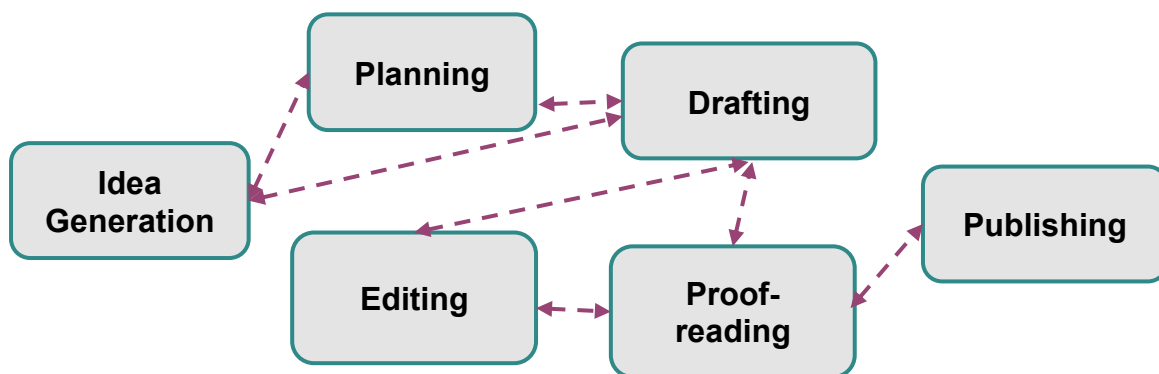 Planning
Drafting
Idea
Generation
Publishing
Editing
Proof-
reading